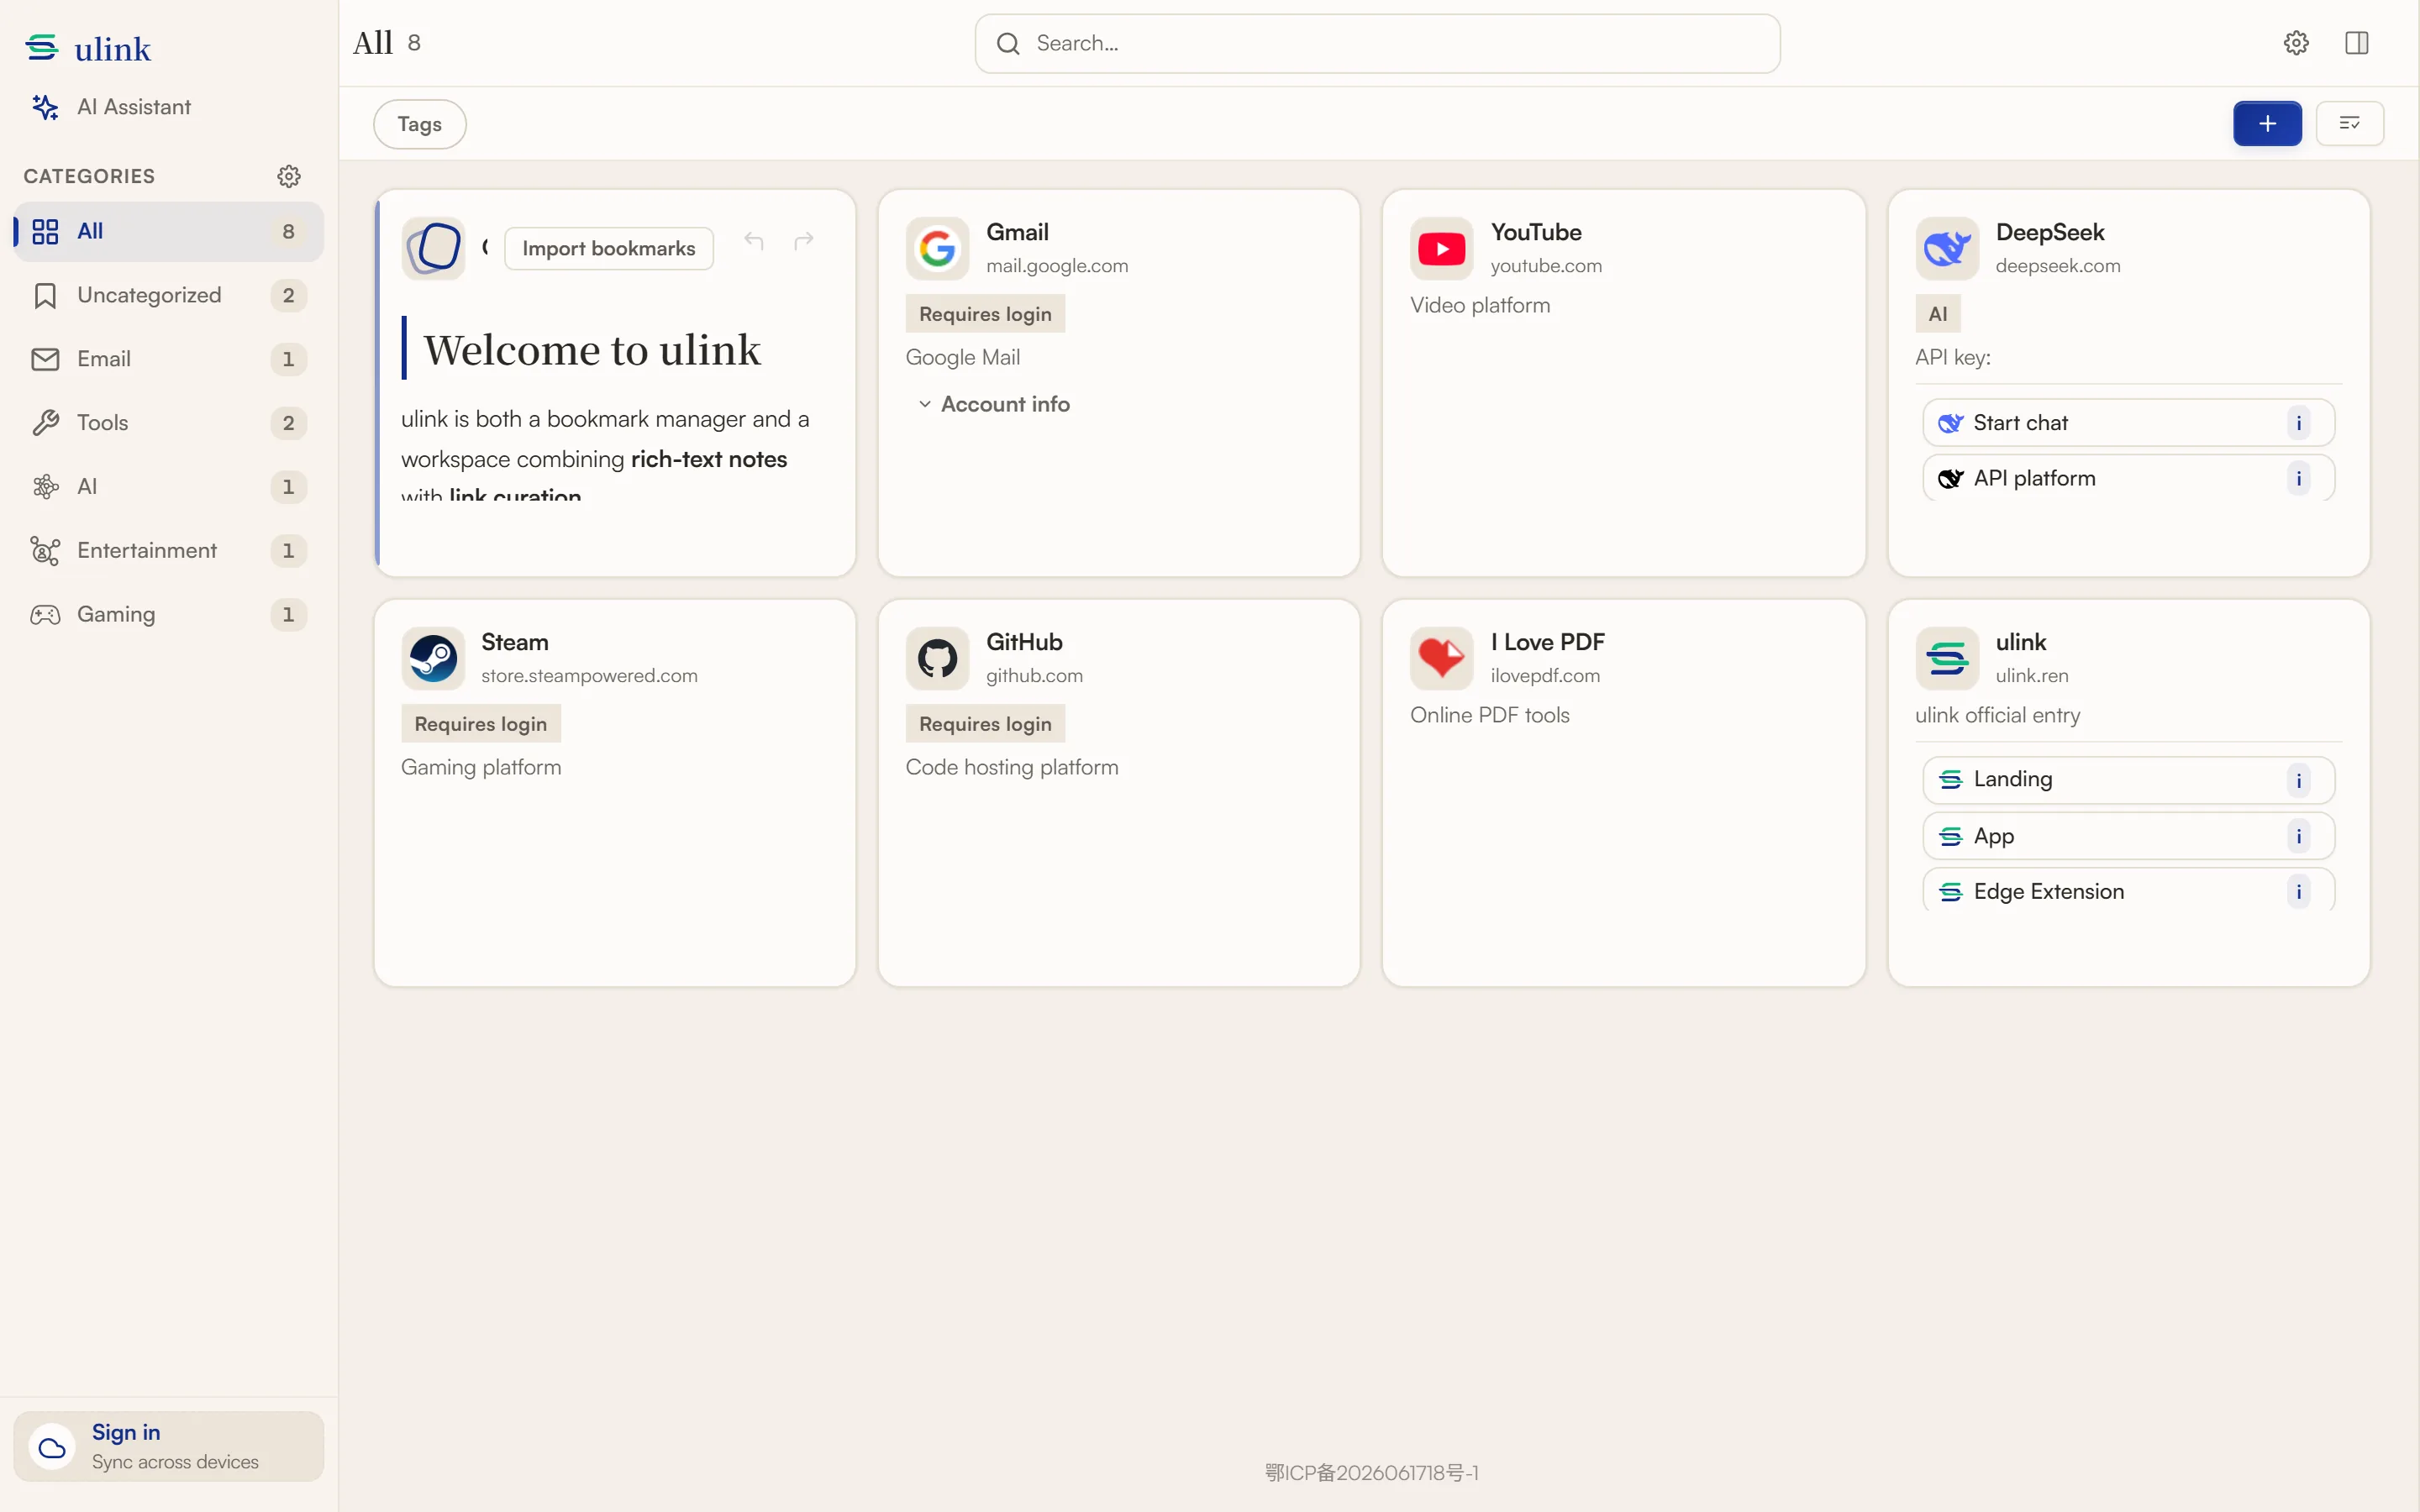 ulink
AI Assistant
CATEGORIES
All 8
Uncategorized 2
Email 1
Tools 2
AI 1
Entertainment 1
Gaming 1
Sign in
Sync across devices
All 8
Search...
Tags
Import bookmarks
Welcome to ulink
ulink is both a bookmark manager and a
workspace combining rich-text notes
with link curation
Gmail
mail.google.com
Requires login
Google Mail
Account info
YouTube
youtube.com
Video platform
DeepSeek
deepseek.com
AI
API key:
Start chat i
API platform i
Steam
store.steampowered.com
Requires login
Gaming platform
GitHub
github.com
Requires login
Code hosting platform
I Love PDF
ilovepdf.com
Online PDF tools
ulink
ulink.ren
ulink official entry
Landing i
App i
Edge Extension i
鄂ICP备2026061718号-1